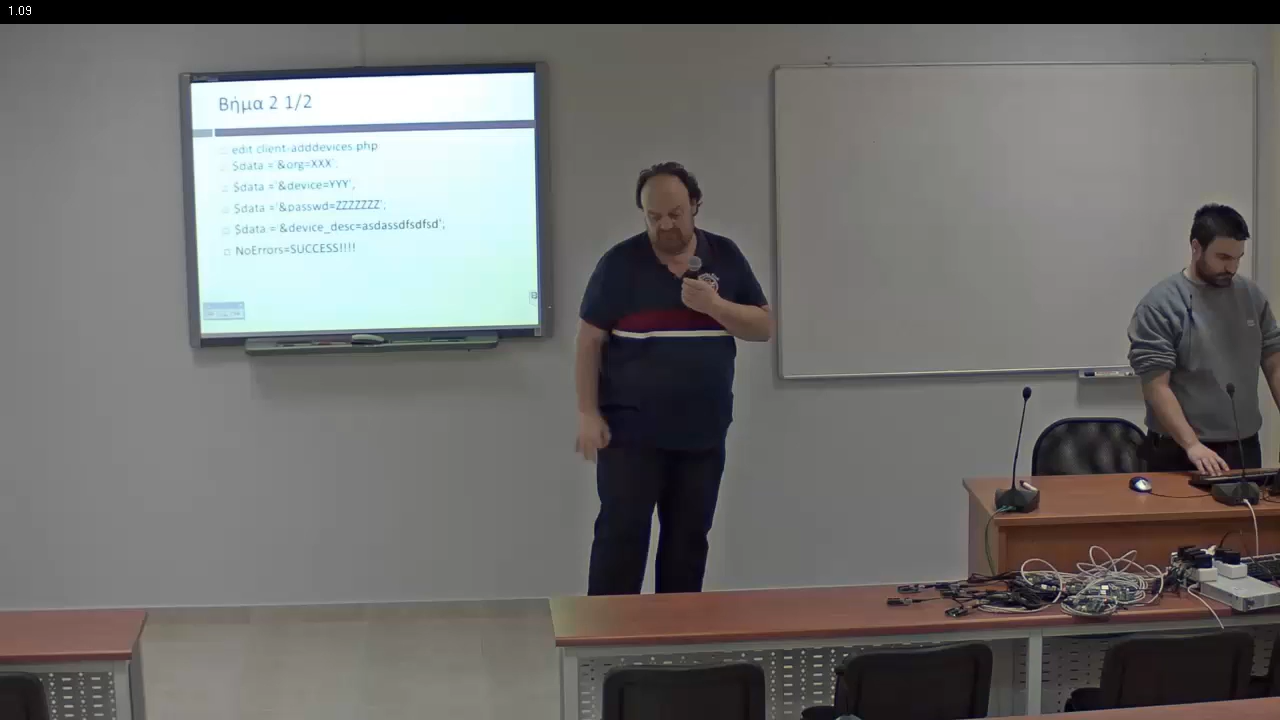 1.09
Βήμα 2 1/2
edit client-adddevices.php
$data ='&org=XXX';
$data ='&device=YYY';
$data ='&passwd=ZZZZZZZ';
$data ='&device_desc=asdassdfsdfsd';
NoErrors=SUCCESS!!!!